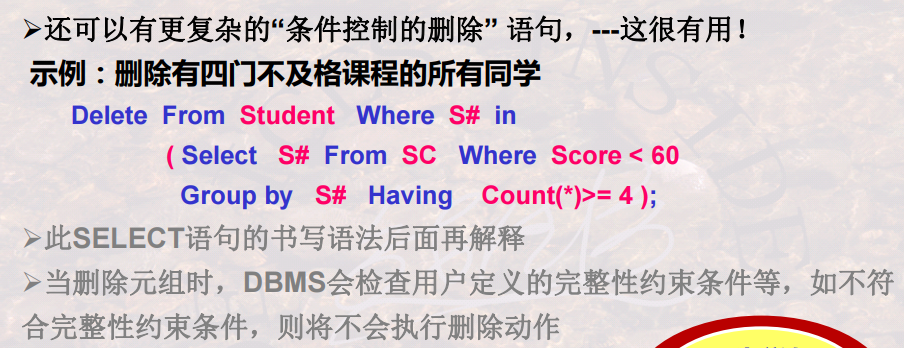 ➢还可以有更复杂的“条件控制的删除” 语句，---这很有用！
示例：删除有四门不及格课程的所有同学
Delete From Student Where S# in
( Select S# From SC Where Score < 60
Group by S# Having Count(*)>= 4 );
➢此SELECT语句的书写语法后面再解释
➢当删除元组时，DBMS会检查用户定义的完整性约束条件等，如不符
合完整性约束条件，则将不会执行删除动作